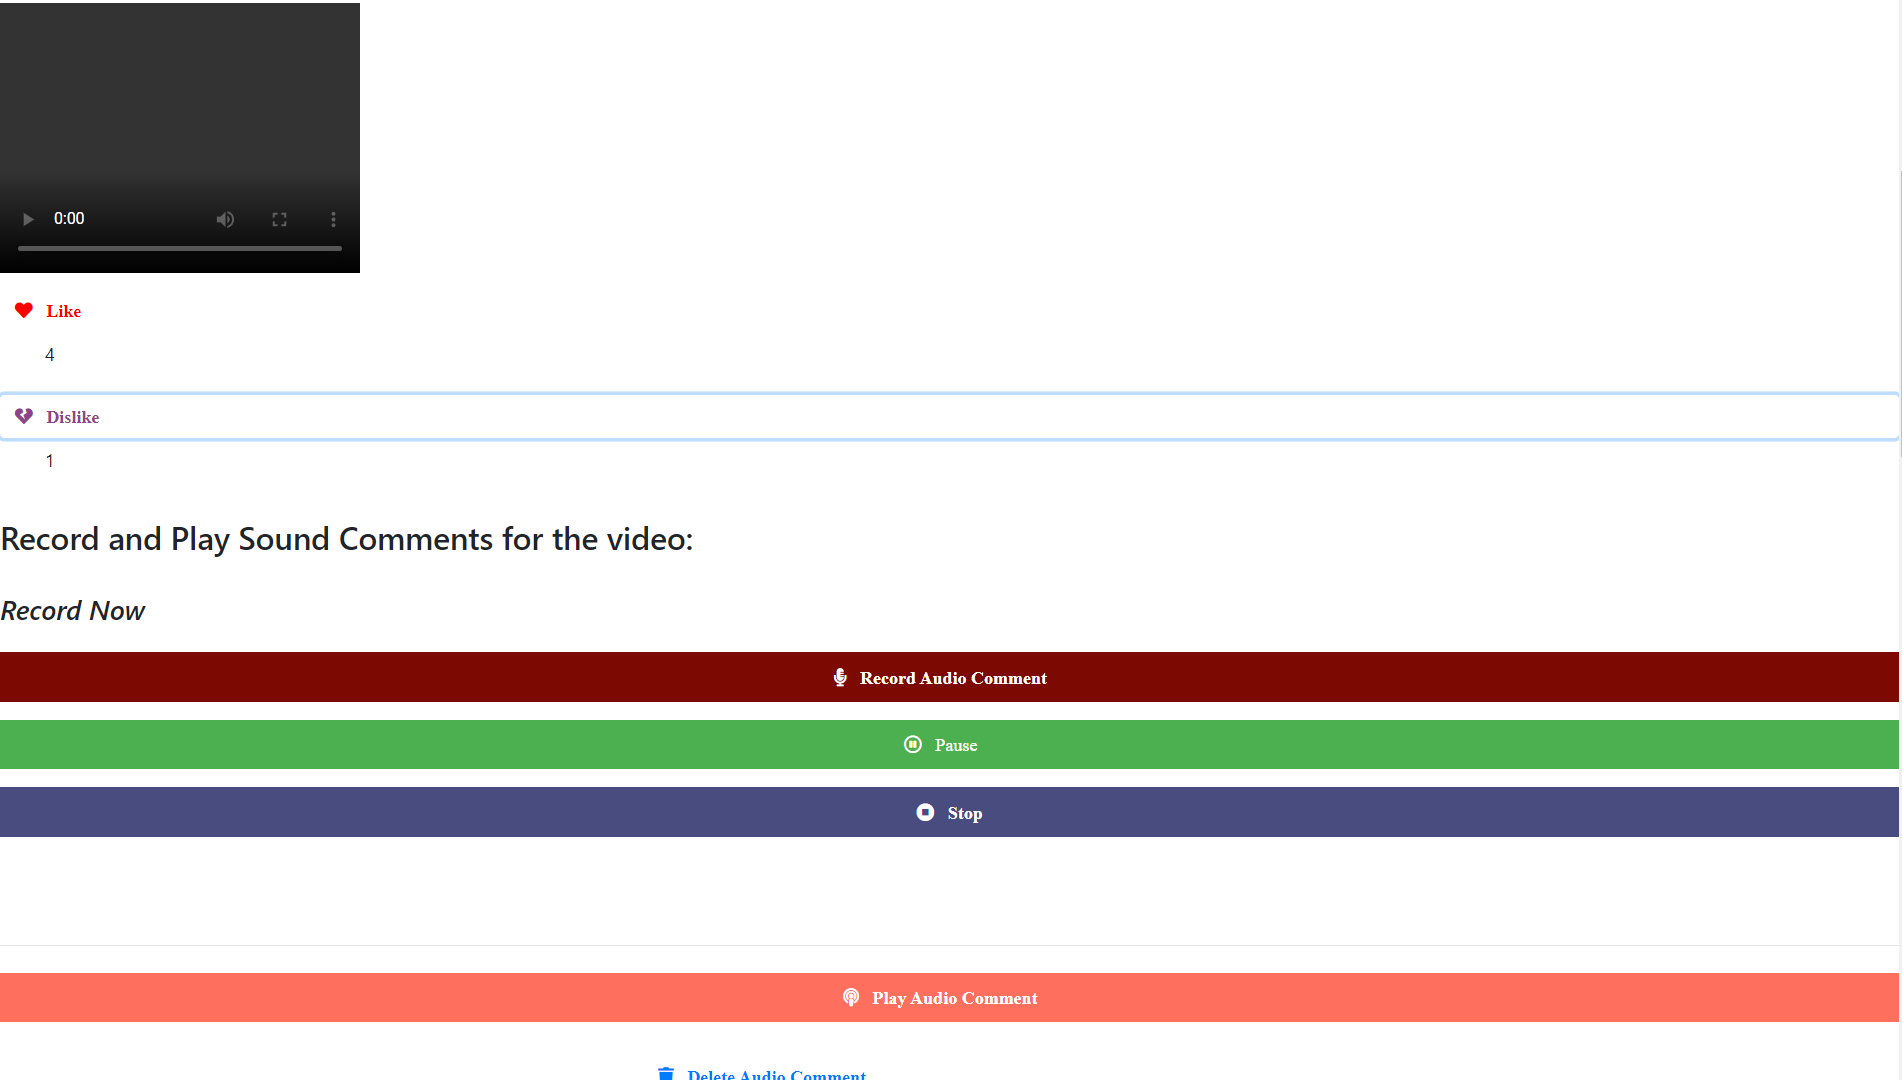 0:00
Like
4
Dislike
1
Record and Play Sound Comments for the video:
Record Now
Record Audio Comment
Pause
Stop
Play Audio Comment
Delete Audio Comment